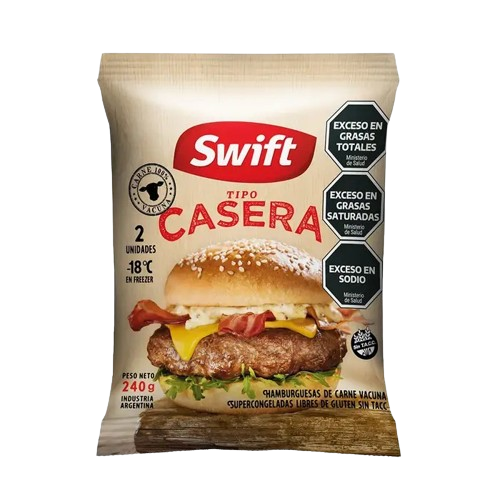 Swift
TIPO
CASERA
CARNE
VACUNA
2
UNIDADES
-18°C
EN FREEZER
EXCESO EN
GRASAS
TOTALES
Ministerio
de Salud
EXCESO EN
GRASAS
SATURADAS
Ministerio
de Salud
EXCESO EN
SODIO
Ministerio
de Salud
Sin T.A.C.C.
PESO NETO
240g
INDUSTRIA
ARGENTINA
HAMBURGUESAS DE CARNE VACUNA
SUPERCONGELADAS LIBRES DE GLUTEN SIN TACC